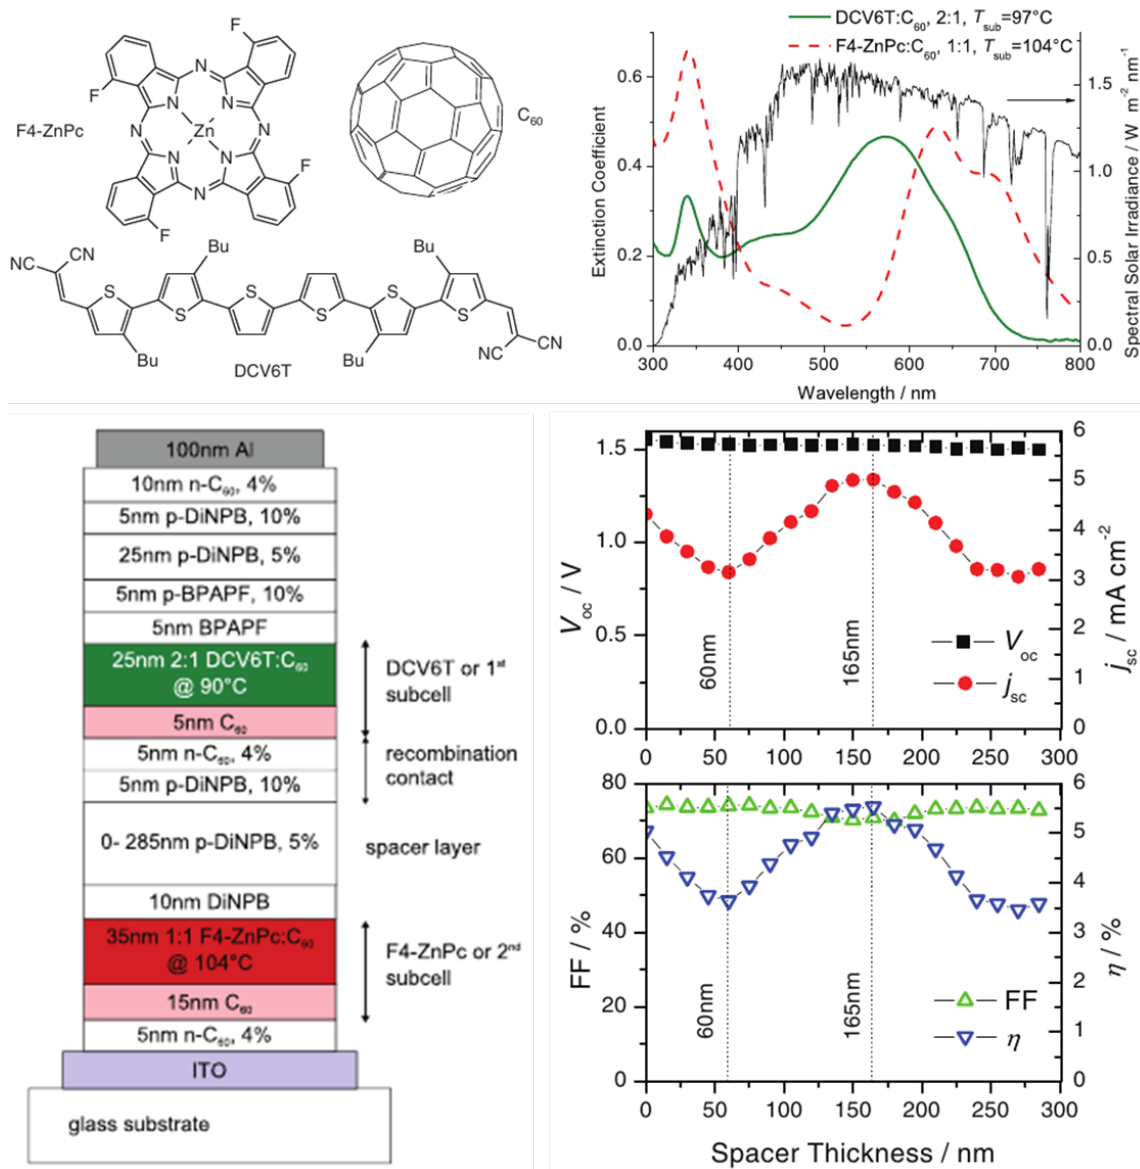 F
F
N
N
N
N
Zn
N
N
N
N
F4-ZnPc
F
F
C60
NC
CN
Bu
Bu
S
S
S
S
S
S
Bu
Bu
NC
CN
DCV6T
DCV6T:C60, 2:1, Tsub=97°C
F4-ZnPc:C60, 1:1, Tsub=104°C
Extinction Coefficient
0.6
0.4
0.2
0.0
300 400 500 600 700 800
Wavelength / nm
1.5
1.0
0.5
0.0
Spectral Solar Irradiance / W m-2 nm-1
100nm Al
10nm n-C60, 4%
5nm p-DiNPB, 10%
25nm p-DiNPB, 5%
5nm p-BPAPF, 10%
5nm BPAPF
25nm 2:1 DCV6T:C60
@ 90°C
5nm C60
5nm n-C60, 4%
5nm p-DiNPB, 10%
0- 285nm p-DiNPB, 5%
10nm DiNPB
35nm 1:1 F4-ZnPc:C60
@ 104°C
15nm C60
5nm n-C60, 4%
ITO
glass substrate
DCV6T or 1st
subcell
recombination
contact
spacer layer
F4-ZnPc or 2nd
subcell
Voc / V
1.5
1.0
0.5
0.0
60nm
165nm
Voc
jsc
6
5
4
3
2
1
0
jsc / mA cm-2
0 50 100 150 200 250 300
FF / %
80
60
40
20
0
60nm
165nm
FF
η
6
5
4
3
2
1
0
η / %
0 50 100 150 200 250 300
Spacer Thickness / nm